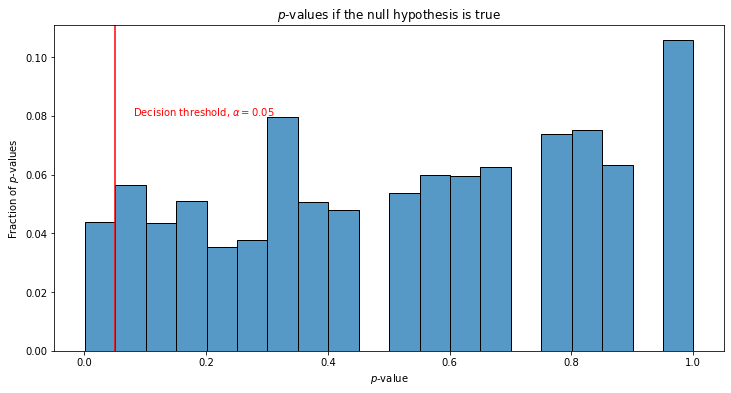 p-values if the null hypothesis is true
0.10
0.08
0.06
0.04
0.02
0.00
Fraction of p-values
Decision threshold, α = 0.05
0.0 0.2 0.4 0.6 0.8 1.0
p-value